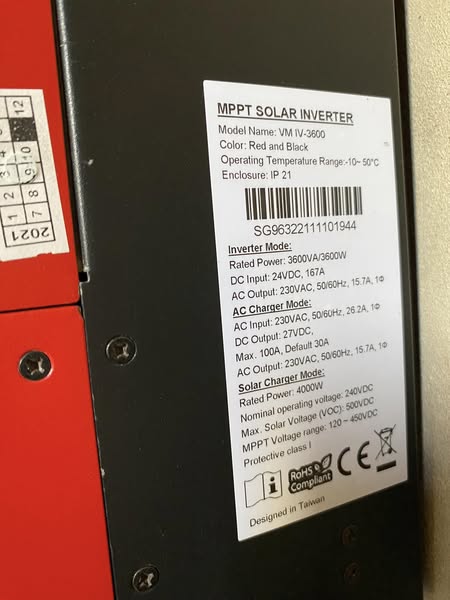 MPPT SOLAR INVERTER
Model Name: VM IV-3600
Color: Red and Black
Operating Temperature Range:-10~ 50°C
Enclosure: IP 21
SG96322111101944
Inverter Mode:
Rated Power: 3600VA/3600W
DC Input: 24VDC, 167A
AC Output: 230VAC, 50/60Hz, 15.7A, 1Φ
AC Charger Mode:
AC Input: 230VAC, 50/60Hz, 26.2A, 1Φ
DC Output: 27VDC,
Max. 100A, Default 30A
AC Output: 230VAC, 50/60Hz, 15.7A, 1Φ
Solar Charger Mode:
Rated Power: 4000W
Nominal operating voltage: 240VDC
Max. Solar Voltage (VOC): 500VDC
MPPT Voltage range: 120 ~ 450VDC
Protective class I
i
RoHS
Compliant
CE
Designed in Taiwan
2021
1 2 3 4
7 8 9 10 12